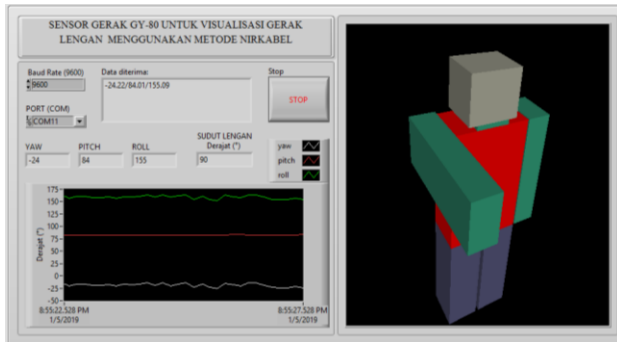 SENSOR GERAK GY-80 UNTUK VISUALISASI GERAK
LENGAN MENGGUNAKAN METODE NIRKABEL
Baud Rate (9600)
9600
Data diterima:
-24.22/84.01/155.09
Stop
STOP
PORT (COM)
COM11
YAW
-24
PITCH
84
ROLL
155
SUDUT LENGAN
Derajat (°)
90
yaw
pitch
roll
Derajat (°)
175
150
125
100
75
50
25
0
-25
-50
8:55:22.528 PM
1/5/2019
8:55:27.528 PM
1/5/2019